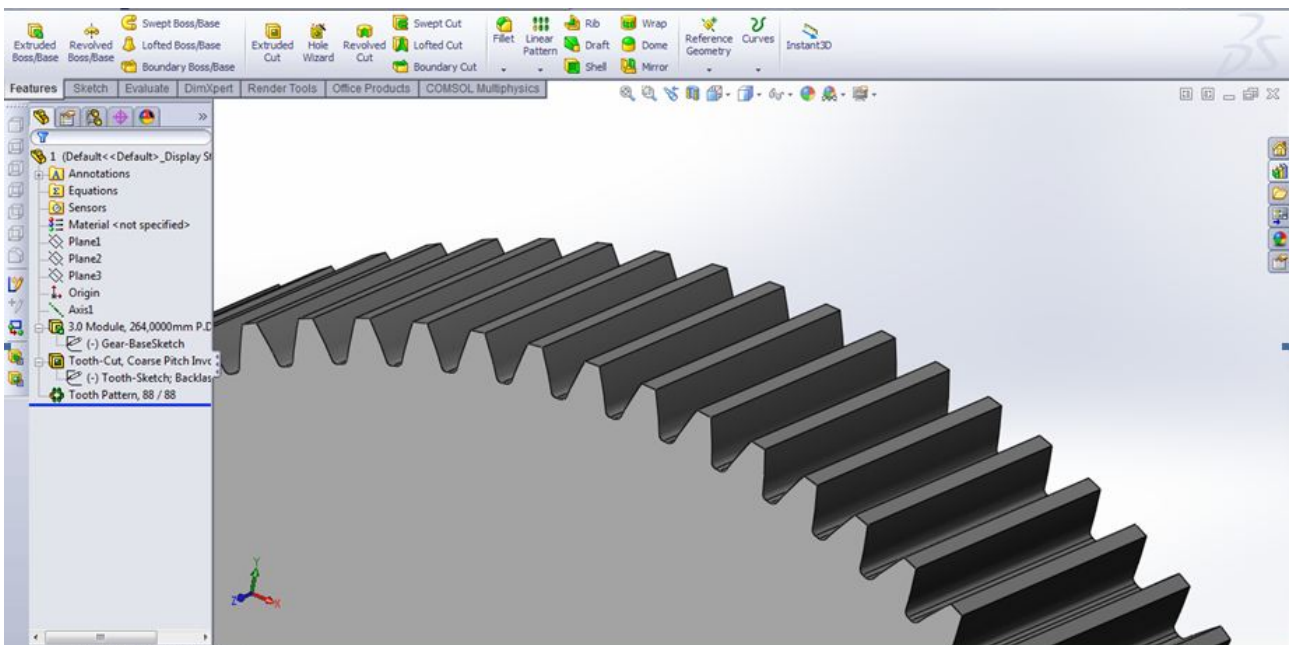 Extruded Boss/Base
Revolved Boss/Base
Swept Boss/Base
Lofted Boss/Base
Boundary Boss/Base
Extruded Cut
Hole Wizard
Revolved Cut
Swept Cut
Lofted Cut
Boundary Cut
Fillet
Linear Pattern
Rib
Draft
Shell
Wrap
Dome
Mirror
Reference Geometry
Curves
Instant3D
Features
Sketch
Evaluate
DimXpert
Render Tools
Office Products
COMSOL Multiphysics
1 (Default<<Default>_Display St
Annotations
Equations
Sensors
Material <not specified>
Plane1
Plane2
Plane3
Origin
Axis1
3.0 Module, 264,0000mm P.D
(-) Gear-BaseSketch
Tooth-Cut, Coarse Pitch Invo
(-) Tooth-Sketch; Backlas
Tooth Pattern, 88 / 88
Y
Z
X